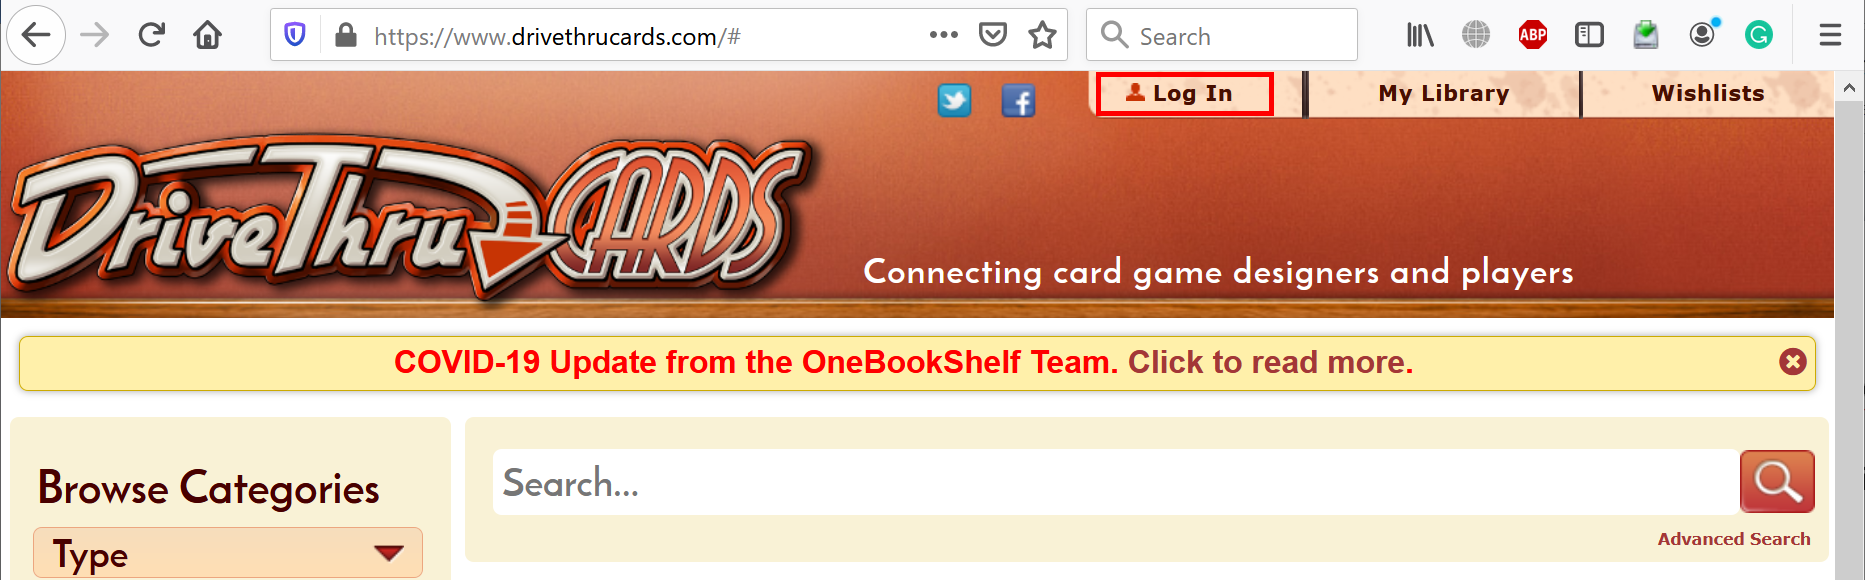 https://www.drivethrucards.com/#
Search
ABP
Log In
My Library
Wishlists
DriveThru CARDS
Connecting card game designers and players
COVID-19 Update from the OneBookShelf Team. Click to read more.
Browse Categories
Search...
Type
Advanced Search